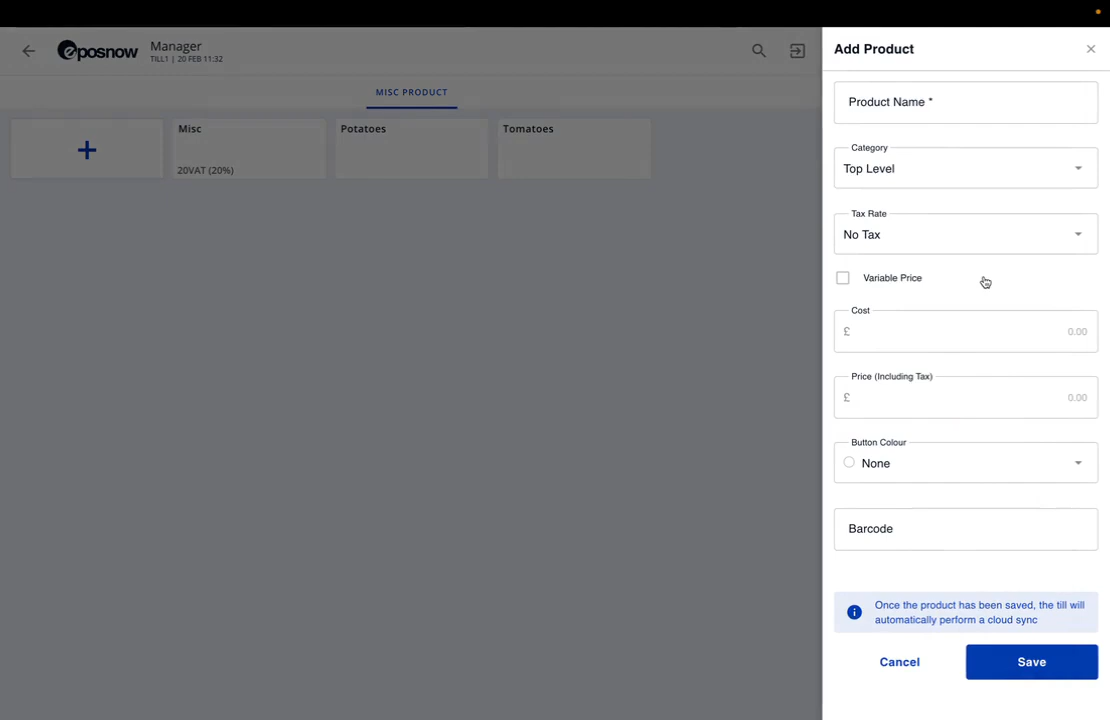 eposnow
Manager
TILL1 | 20 FEB 11:32
MISC PRODUCT
Misc
20VAT (20%)
Potatoes
Tomatoes
Add Product
Product Name *
Category
Top Level
Tax Rate
No Tax
Variable Price
Cost
£ 0.00
Price (Including Tax)
£ 0.00
Button Colour
None
Barcode
Once the product has been saved, the till will
automatically perform a cloud sync
Cancel
Save